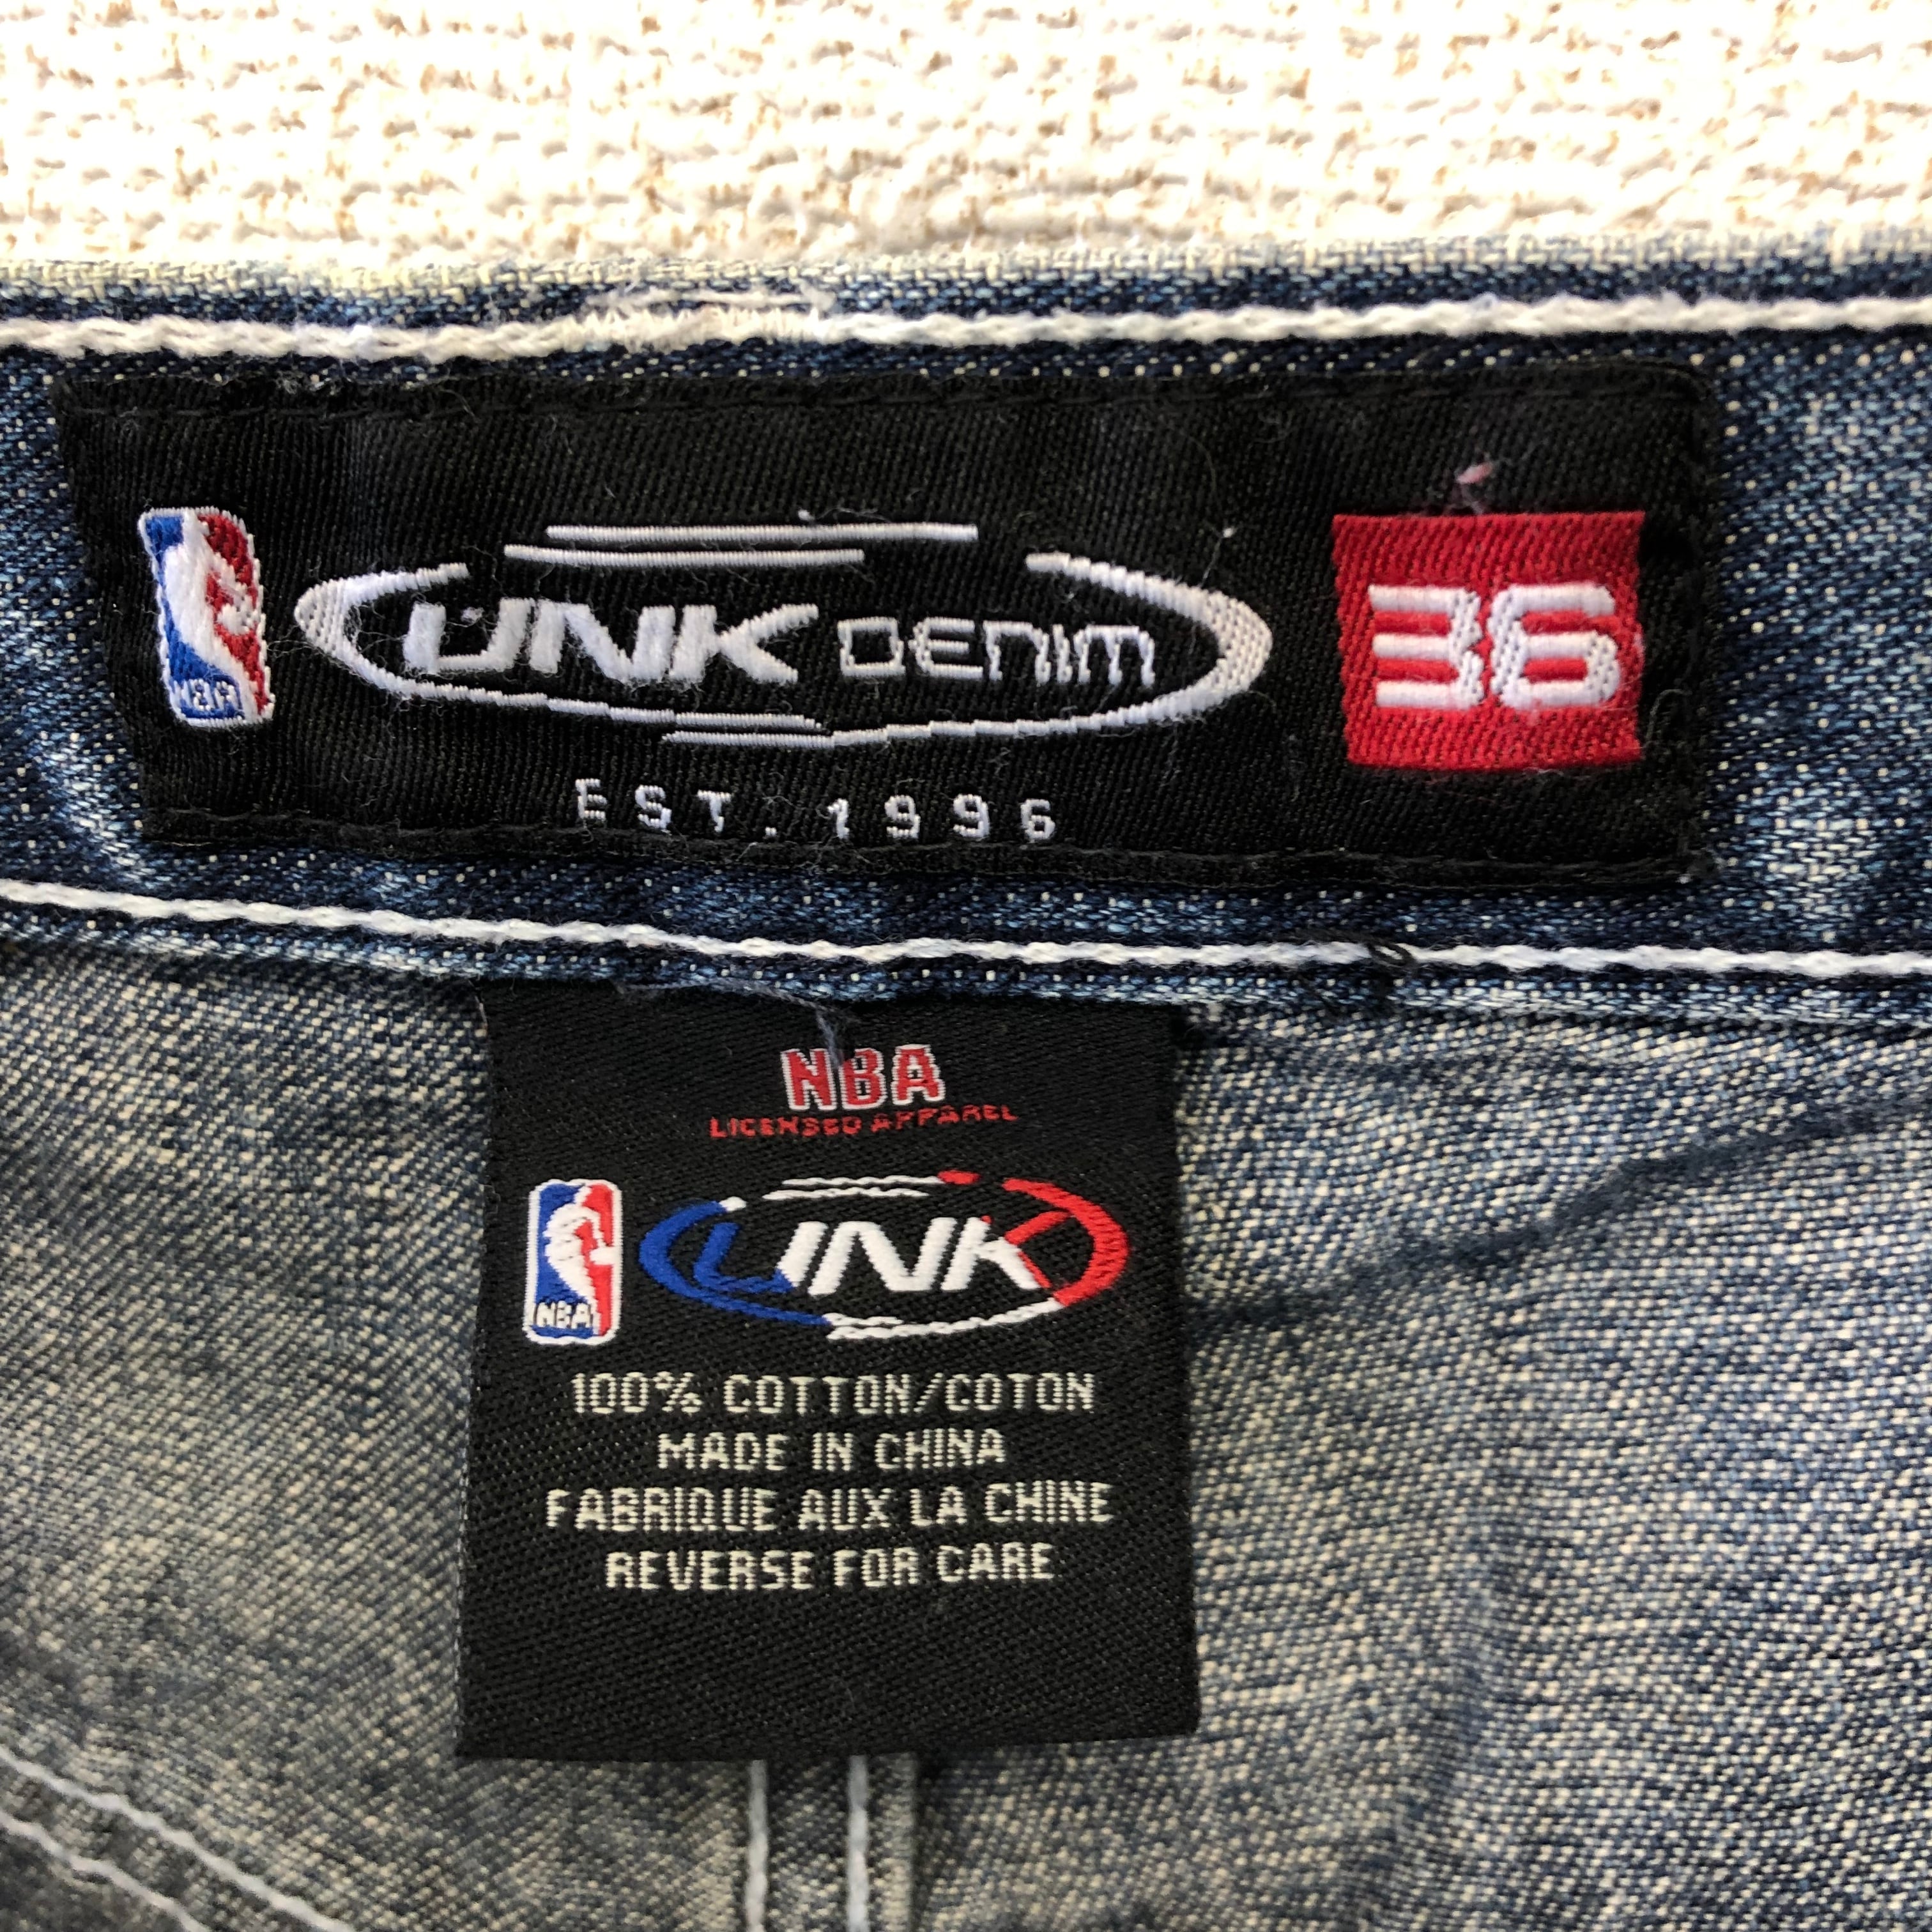 NBA
UNK DENIM
36
EST. 1996
NBA
LICENSED APPAREL
NBA
UNK
100% COTTON/COTON
MADE IN CHINA
FABRIQUE AUX LA CHINE
REVERSE FOR CARE